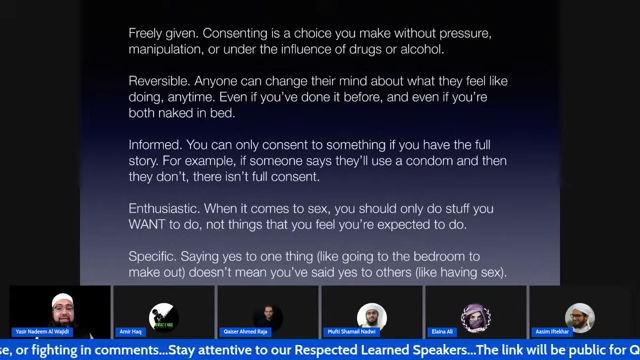 Freely given. Consenting is a choice you make without pressure,
manipulation, or under the influence of drugs or alcohol.
Reversible. Anyone can change their mind about what they feel like
doing, anytime. Even if you've done it before, and even if you're
both naked in bed.
Informed. You can only consent to something if you have the full
story. For example, if someone says they'll use a condom and then
they don't, there isn't full consent.
Enthusiastic. When it comes to sex, you should only do stuff you
WANT to do, not things that you feel you're expected to do.
Specific. Saying yes to one thing (like going to the bedroom to
make out) doesn't mean you've said yes to others (like having sex).
Yasir Nadeem Al Wajidi
Amir Haq
Qaiser Ahmed Raja
Mufti Shamail Nadwi
Elaina Ali
Aasim Iftekhar
se, or fighting in comments...Stay attentive to our Respected Learned Speakers...The link will be public for